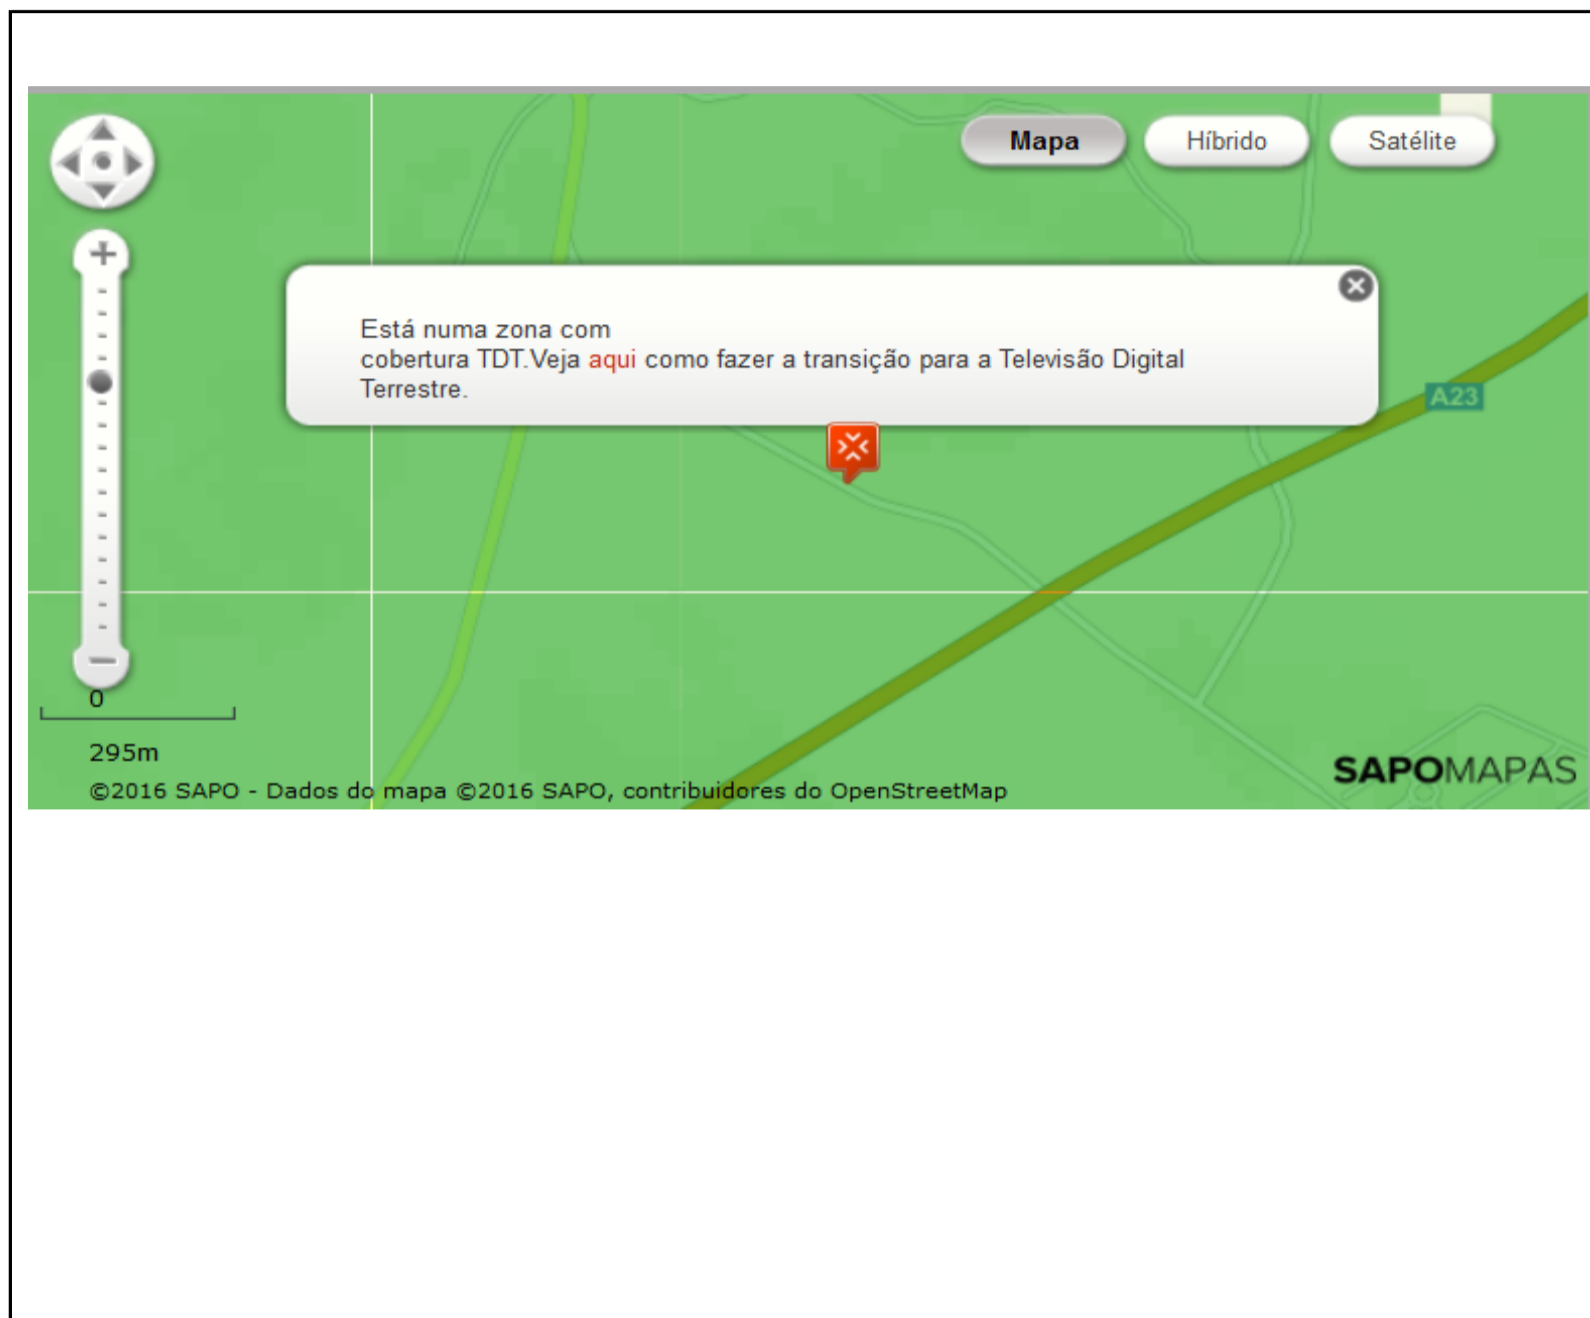 Mapa Híbrido Satélite
Está numa zona com
cobertura TDT.Veja aqui como fazer a transição para a Televisão Digital
Terrestre.
A23
0
295m
SAPOMAPAS
©2016 SAPO - Dados do mapa ©2016 SAPO, contribuidores do OpenStreetMap